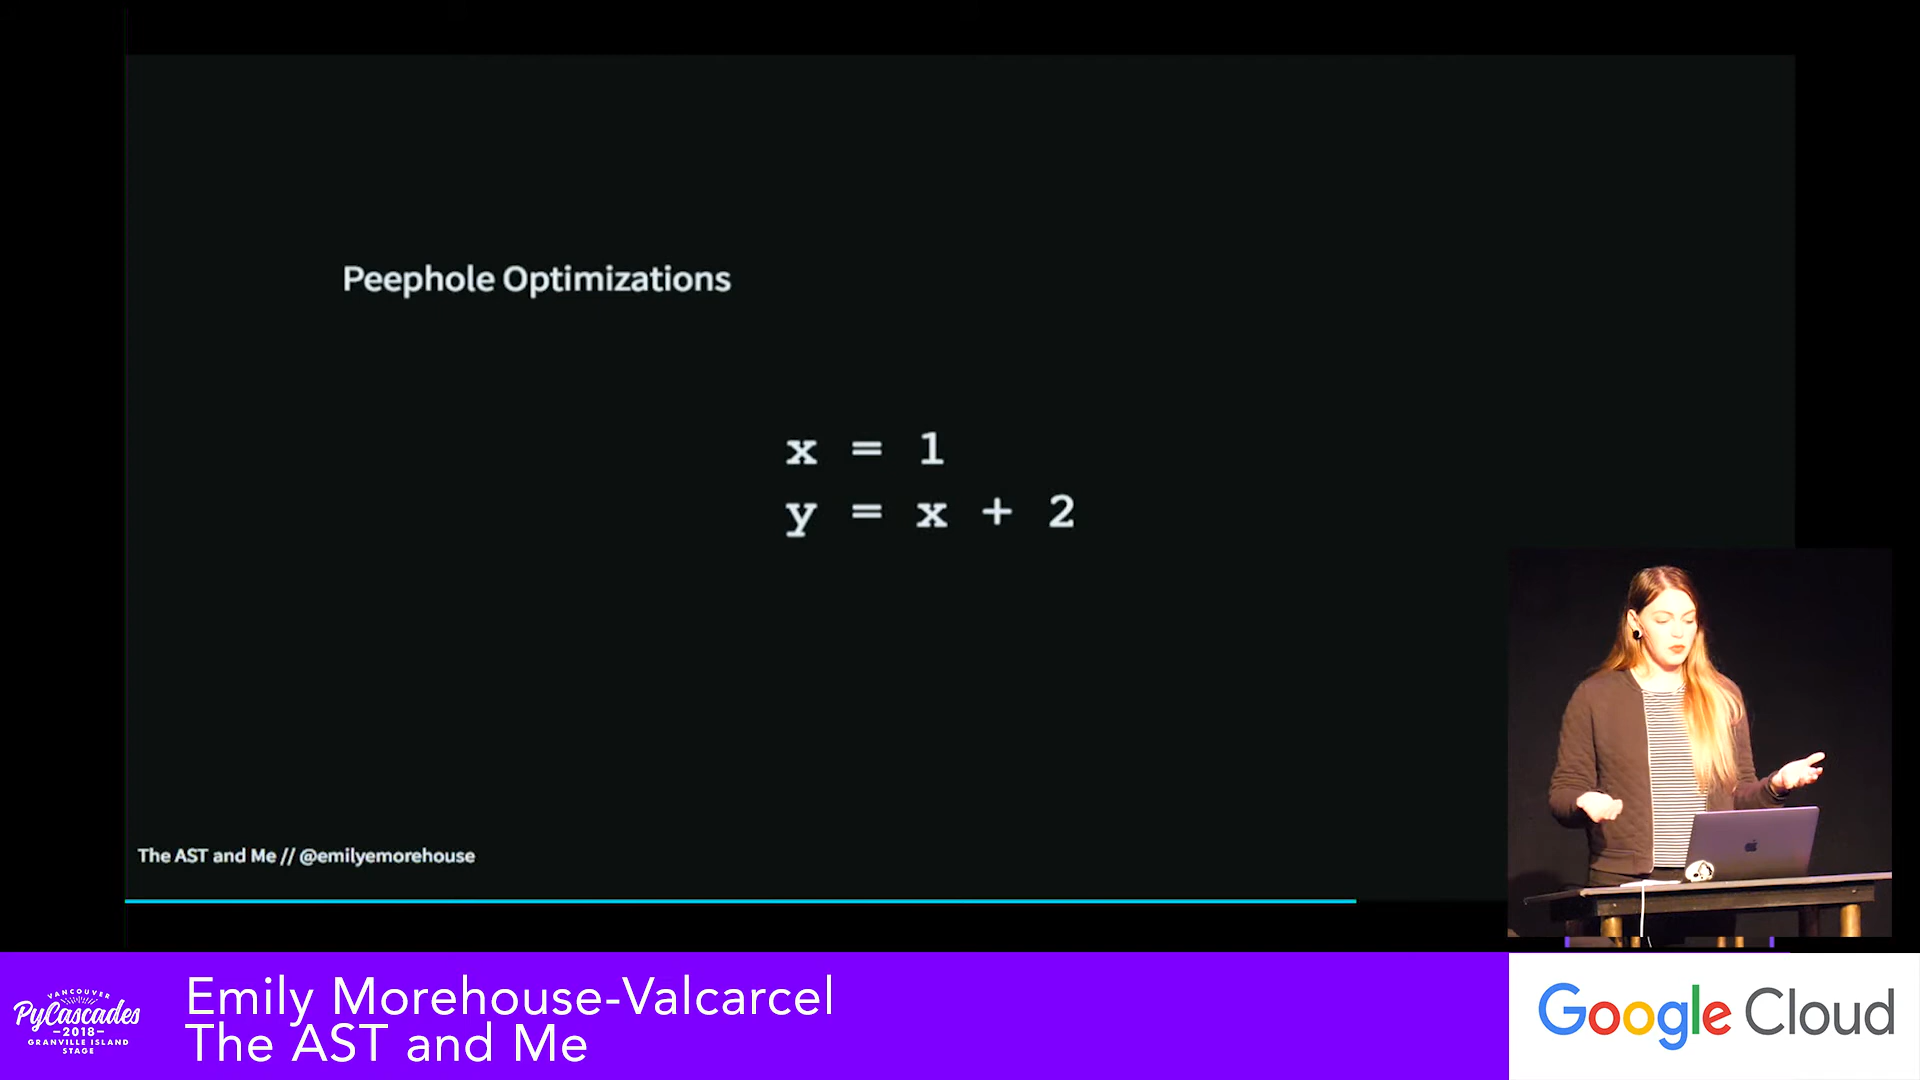 Peephole Optimizations
x = 1
y = x + 2
The AST and Me // @emilyemorehouse
VANCOUVER
PyCascades
-2018-
GRANVILLE ISLAND
STAGE
Emily Morehouse-Valcarcel
The AST and Me
Google Cloud